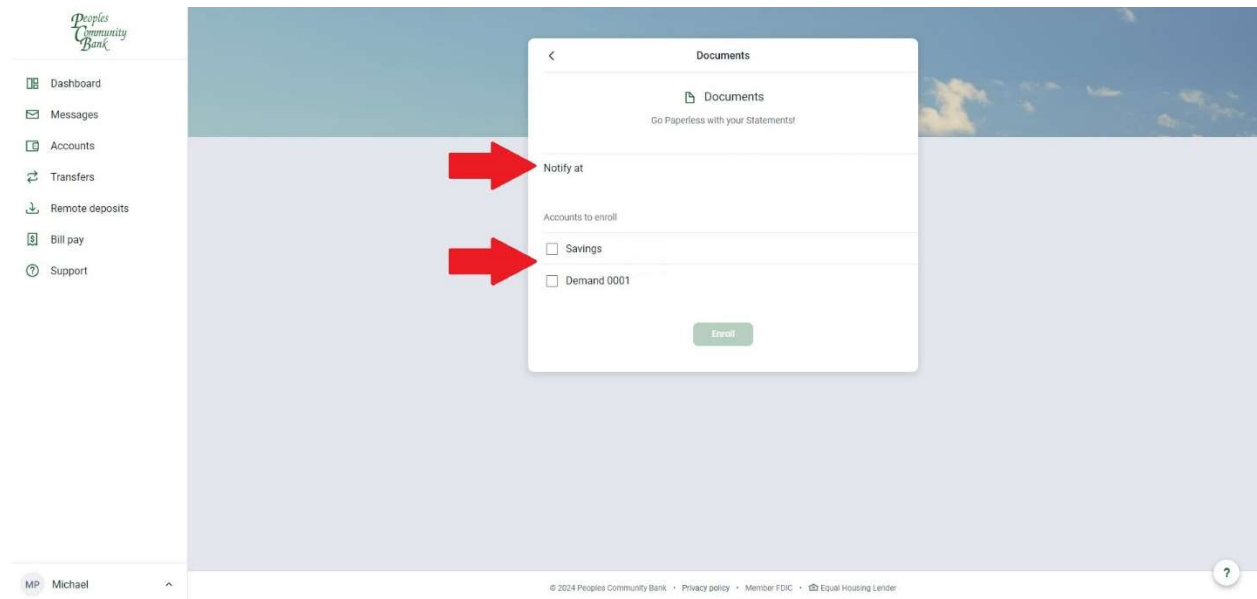 Peoples
Community
Bank
Dashboard
Messages
Accounts
Transfers
Remote deposits
Bill pay
Support
MP Michael
Documents
Documents
Go Paperless with your Statements!
Notify at
Accounts to enroll
Savings
Demand 0001
Enroll
© 2024 Peoples Community Bank • Privacy policy • Member FDIC • Equal Housing Lender
?